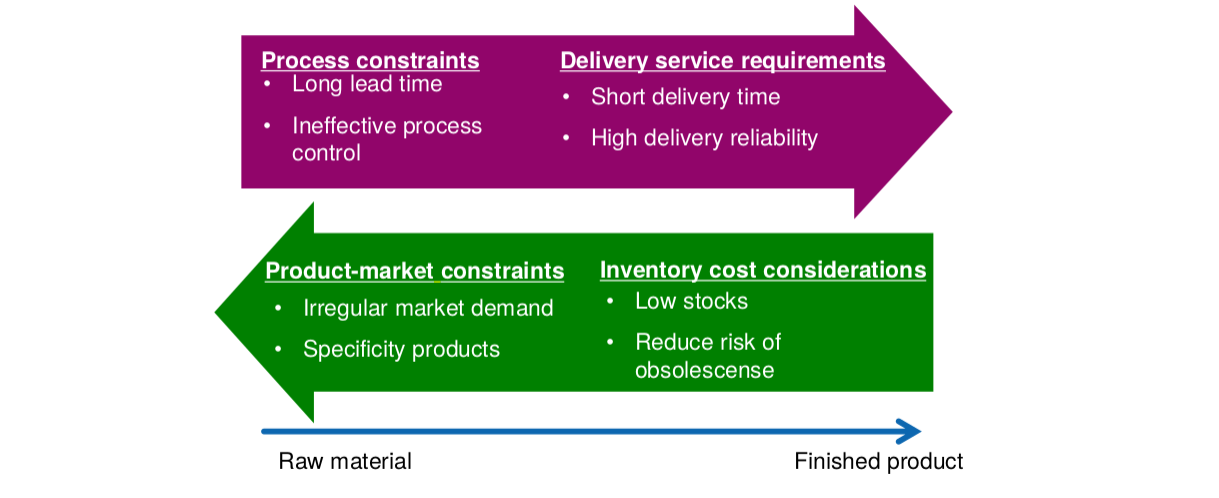 Process constraints
• Long lead time
• Ineffective process
control
Delivery service requirements
• Short delivery time
• High delivery reliability
Product-market constraints
• Irregular market demand
• Specificity products
Inventory cost considerations
• Low stocks
• Reduce risk of
obsolescense
Raw material
Finished product